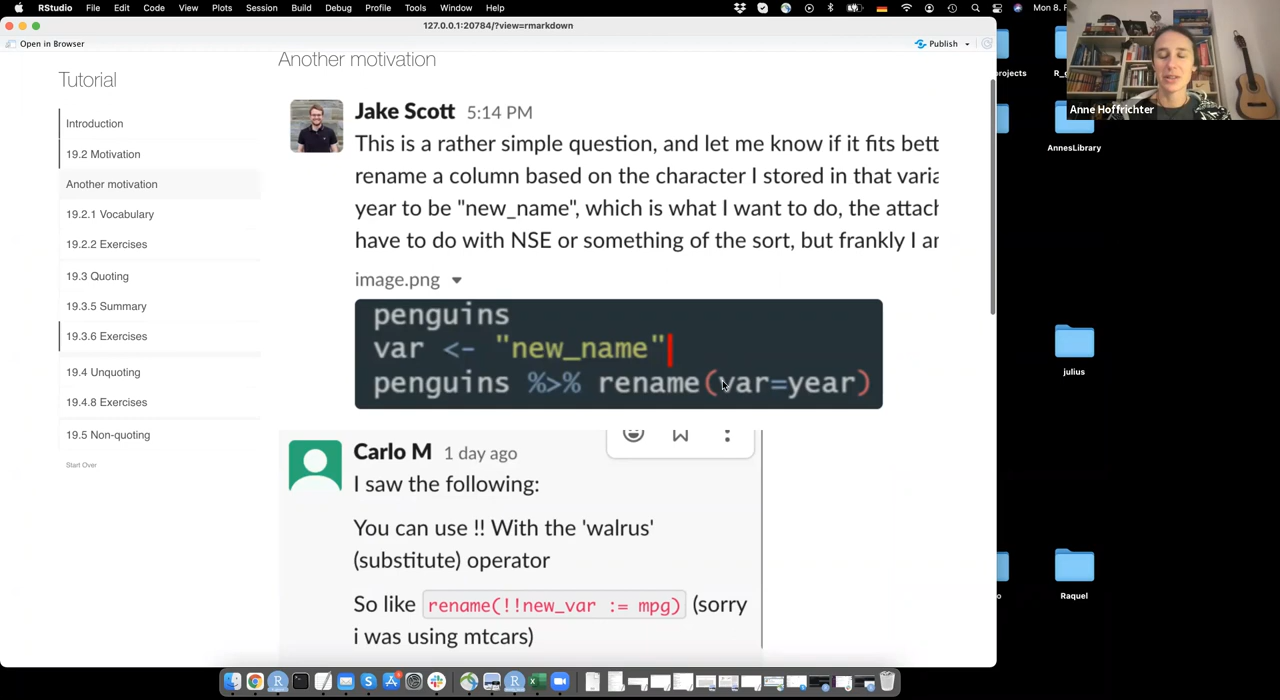 RStudio File Edit Code View Plots Session Build Debug Profile Tools Window Help Mon 8.
127.0.0.1:20784/?view=rmarkdown
Open in Browser
Publish
Tutorial
Introduction
19.2 Motivation
Another motivation
19.2.1 Vocabulary
19.2.2 Exercises
19.3 Quoting
19.3.5 Summary
19.3.6 Exercises
19.4 Unquoting
19.4.8 Exercises
19.5 Non-quoting
Start Over
Another motivation
Jake Scott 5:14 PM
This is a rather simple question, and let me know if it fits bett
rename a column based on the character I stored in that varia
year to be "new_name", which is what I want to do, the attach
have to do with NSE or something of the sort, but frankly I ar
image.png
penguins
var <- "new_name"
penguins %>% rename(var=year)
Carlo M 1 day ago
I saw the following:
You can use !! With the 'walrus'
(substitute) operator
So like rename(!!new_var := mpg) (sorry
i was using mtcars)
Anne Hoffrichter
AnnesLibrary
julius
Raquel